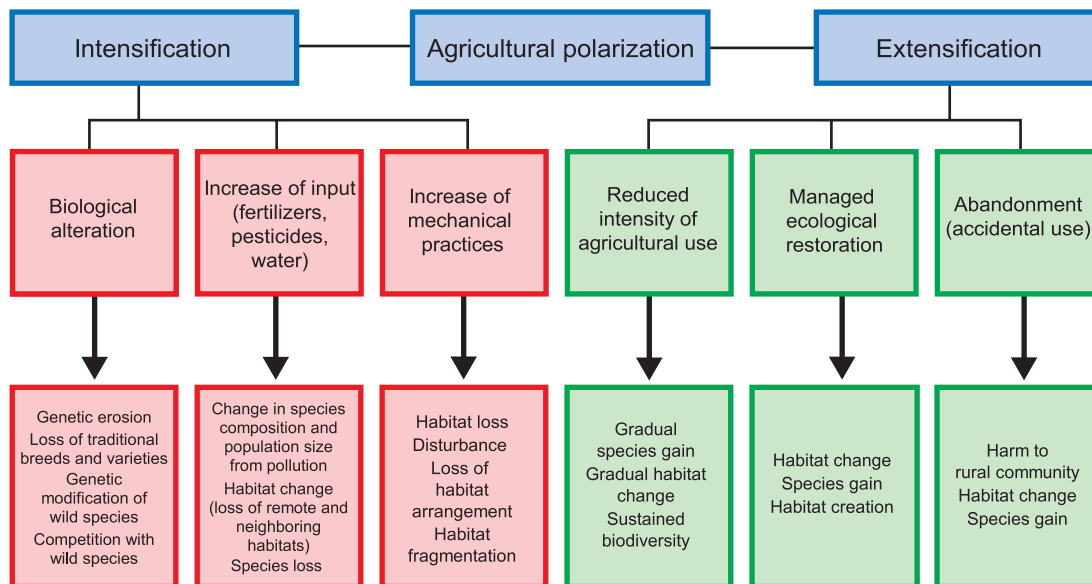 Intensification
Agricultural polarization
Extensification
Biological
alteration
Increase of input
(fertilizers,
pesticides,
water)
Increase of
mechanical
practices
Reduced
intensity of
agricultural use
Managed
ecological
restoration
Abandonment
(accidental use)
Genetic erosion
Loss of traditional
breeds and varieties
Genetic
modification of
wild species
Competition with
wild species
Change in species
composition and
population size
from pollution
Habitat change
(loss of remote and
neighboring
habitats)
Species loss
Habitat loss
Disturbance
Loss of
habitat
arrangement
Habitat
fragmentation
Gradual
species gain
Gradual habitat
change
Sustained
biodiversity
Habitat change
Species gain
Habitat creation
Harm to
rural community
Habitat change
Species gain